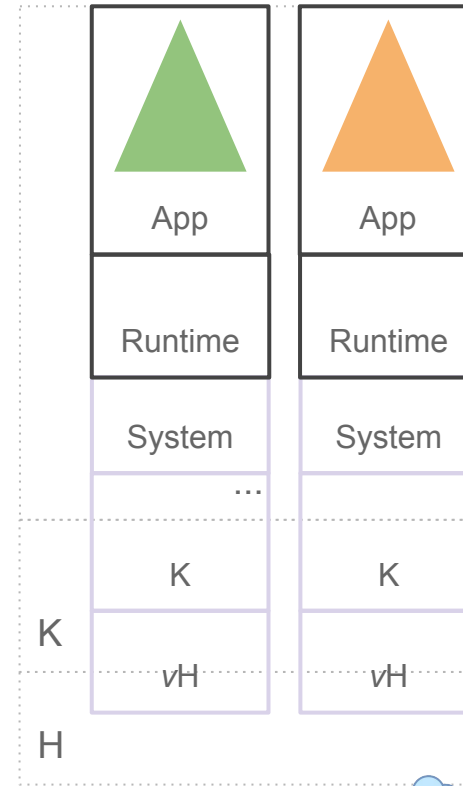 App App
Runtime Runtime
System System
...
K K
K
vH vH
H